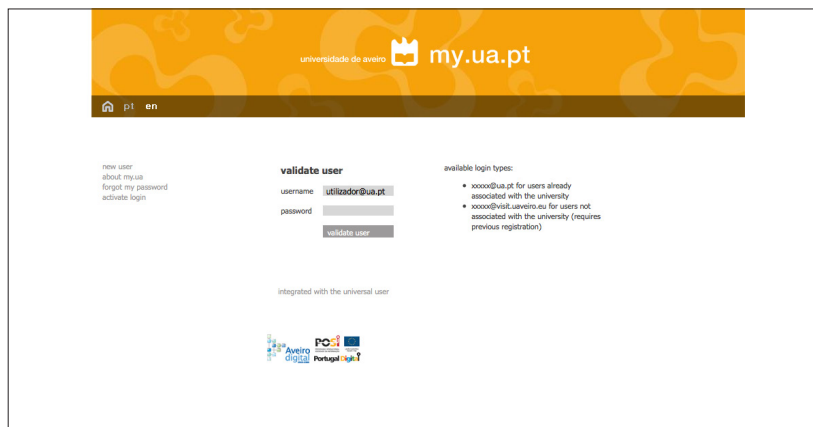 universidade de aveiro my.ua.pt
pt en
new user
about my.ua
forgot my password
activate login
validate user
username utilizador@ua.pt
password
validate user
available login types:
xxxxx@ua.pt for users already
associated with the university
xxxxx@visit.uaveiro.eu for users not
associated with the university (requires
previous registration)
integrated with the universal user
Aveiro
digital
POSI
Portugal Digital